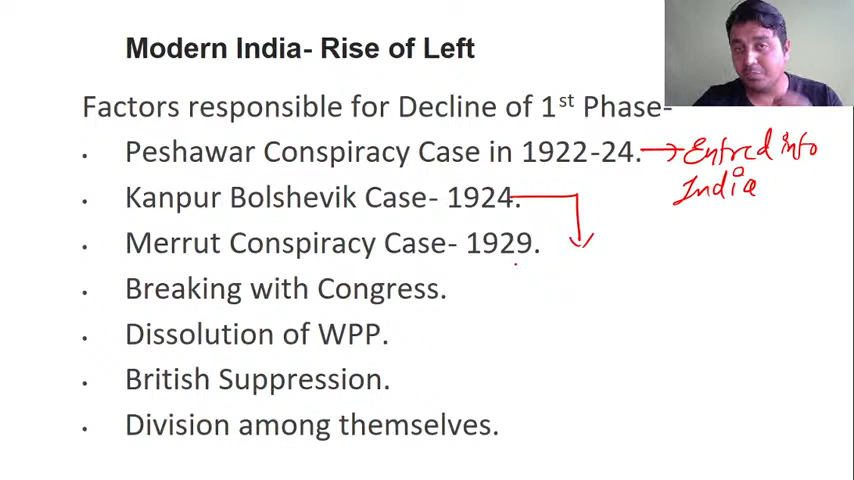 Modern India- Rise of Left
Factors responsible for Decline of 1st Phase-
• Peshawar Conspiracy Case in 1922-24. → Entred into
India
• Kanpur Bolshevik Case- 1924.
• Merrut Conspiracy Case- 1929.
• Breaking with Congress.
• Dissolution of WPP.
• British Suppression.
• Division among themselves.